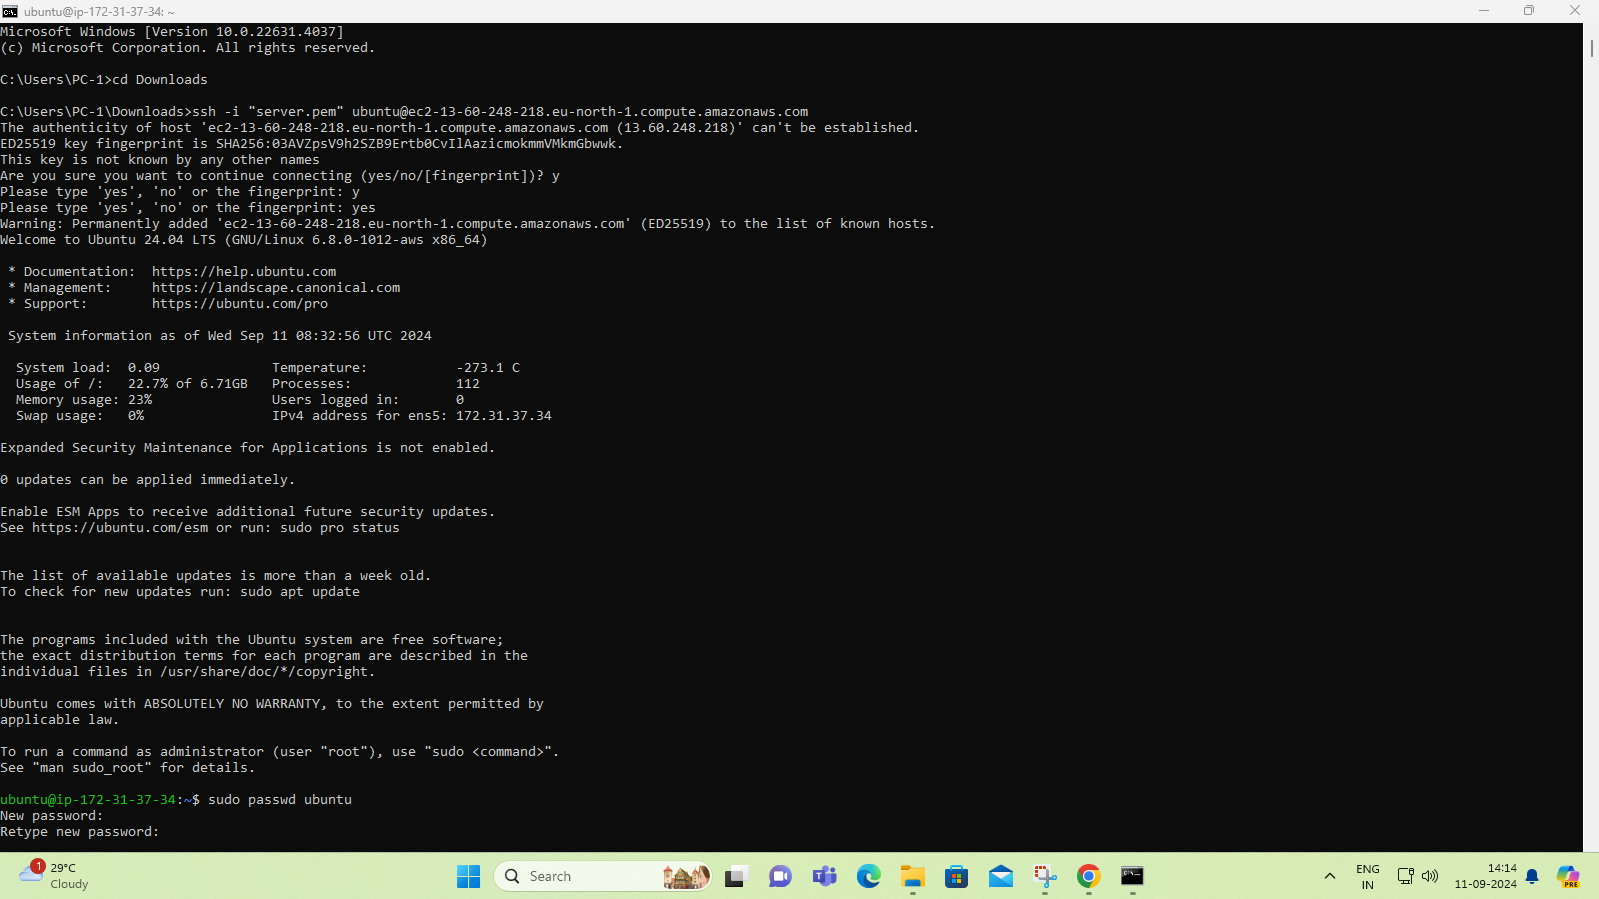 ubuntu@ip-172-31-37-34: ~
Microsoft Windows [Version 10.0.22631.4037]
(c) Microsoft Corporation. All rights reserved.
C:\Users\PC-1>cd Downloads
C:\Users\PC-1\Downloads>ssh -i "server.pem" ubuntu@ec2-13-60-248-218.eu-north-1.compute.amazonaws.com
The authenticity of host 'ec2-13-60-248-218.eu-north-1.compute.amazonaws.com (13.60.248.218)' can't be established.
ED25519 key fingerprint is SHA256:03AVZpsV9h2SZB9Ertb0CvIlAazicmokmmVMkmGbwwk.
This key is not known by any other names
Are you sure you want to continue connecting (yes/no/[fingerprint])? y
Please type 'yes', 'no' or the fingerprint: y
Please type 'yes', 'no' or the fingerprint: yes
Warning: Permanently added 'ec2-13-60-248-218.eu-north-1.compute.amazonaws.com' (ED25519) to the list of known hosts.
Welcome to Ubuntu 24.04 LTS (GNU/Linux 6.8.0-1012-aws x86_64)
* Documentation:  https://help.ubuntu.com
* Management:     https://landscape.canonical.com
* Support:        https://ubuntu.com/pro
System information as of Wed Sep 11 08:32:56 UTC 2024
System load:  0.09              Temperature:           -273.1 C
Usage of /:   22.7% of 6.71GB   Processes:             112
Memory usage: 23%               Users logged in:       0
Swap usage:   0%                IPv4 address for ens5: 172.31.37.34
Expanded Security Maintenance for Applications is not enabled.
0 updates can be applied immediately.
Enable ESM Apps to receive additional future security updates.
See https://ubuntu.com/esm or run: sudo pro status
The list of available updates is more than a week old.
To check for new updates run: sudo apt update
The programs included with the Ubuntu system are free software;
the exact distribution terms for each program are described in the
individual files in /usr/share/doc/*/copyright.
Ubuntu comes with ABSOLUTELY NO WARRANTY, to the extent permitted by
applicable law.
To run a command as administrator (user "root"), use "sudo <command>".
See "man sudo_root" for details.
ubuntu@ip-172-31-37-34:~$ sudo passwd ubuntu
New password:
Retype new password:
1
29°C
Cloudy
Search
ENG
IN
14:14
11-09-2024
PRE